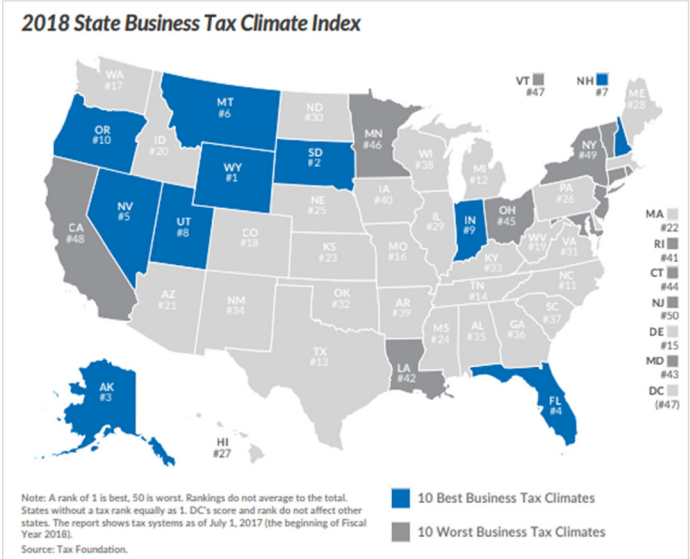 2018 State Business Tax Climate Index
WA
#17
MT
#6
ND
#30
MN
#46
VT
#47
NH
#7
ME
#28
OR
#10
ID
#20
SD
#2
WI
#38
MI
#12
NY
#49
WY
#1
NV
#5
UT
#8
CA
#48
CO
#18
NE
#25
IA
#40
IL
#29
IN
#9
OH
#45
PA
#26
KS
#23
MO
#16
KY
#33
WV
#19
VA
#31
MA
#22
RI
#41
CT
#44
NJ
#50
DE
#15
MD
#43
DC
(#47)
AZ
#21
NM
#34
OK
#32
AR
#39
TN
#14
NC
#11
SC
#37
MS
#24
AL
#35
GA
#36
TX
#13
LA
#42
FL
#4
AK
#3
HI
#27
Note: A rank of 1 is best, 50 is worst. Rankings do not average to the total.
States without a tax rank equally as 1. DC's score and rank do not affect other
states. The report shows tax systems as of July 1, 2017 (the beginning of Fiscal
Year 2018).
Source: Tax Foundation.
10 Best Business Tax Climates
10 Worst Business Tax Climates